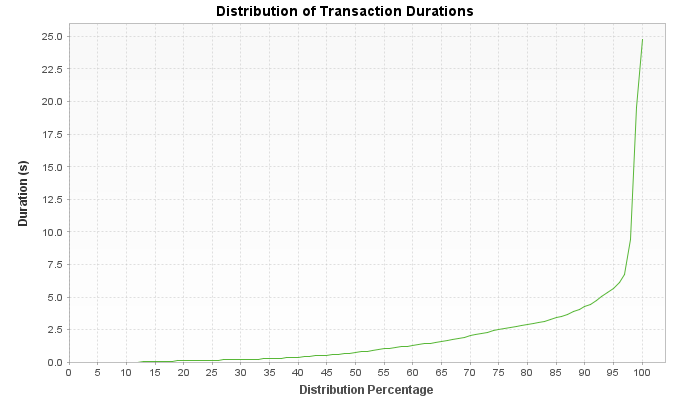 Distribution of Transaction Durations
25.0
22.5
20.0
17.5
15.0
12.5
10.0
7.5
5.0
2.5
0.0
Duration (s)
0 5 10 15 20 25 30 35 40 45 50 55 60 65 70 75 80 85 90 95 100
Distribution Percentage